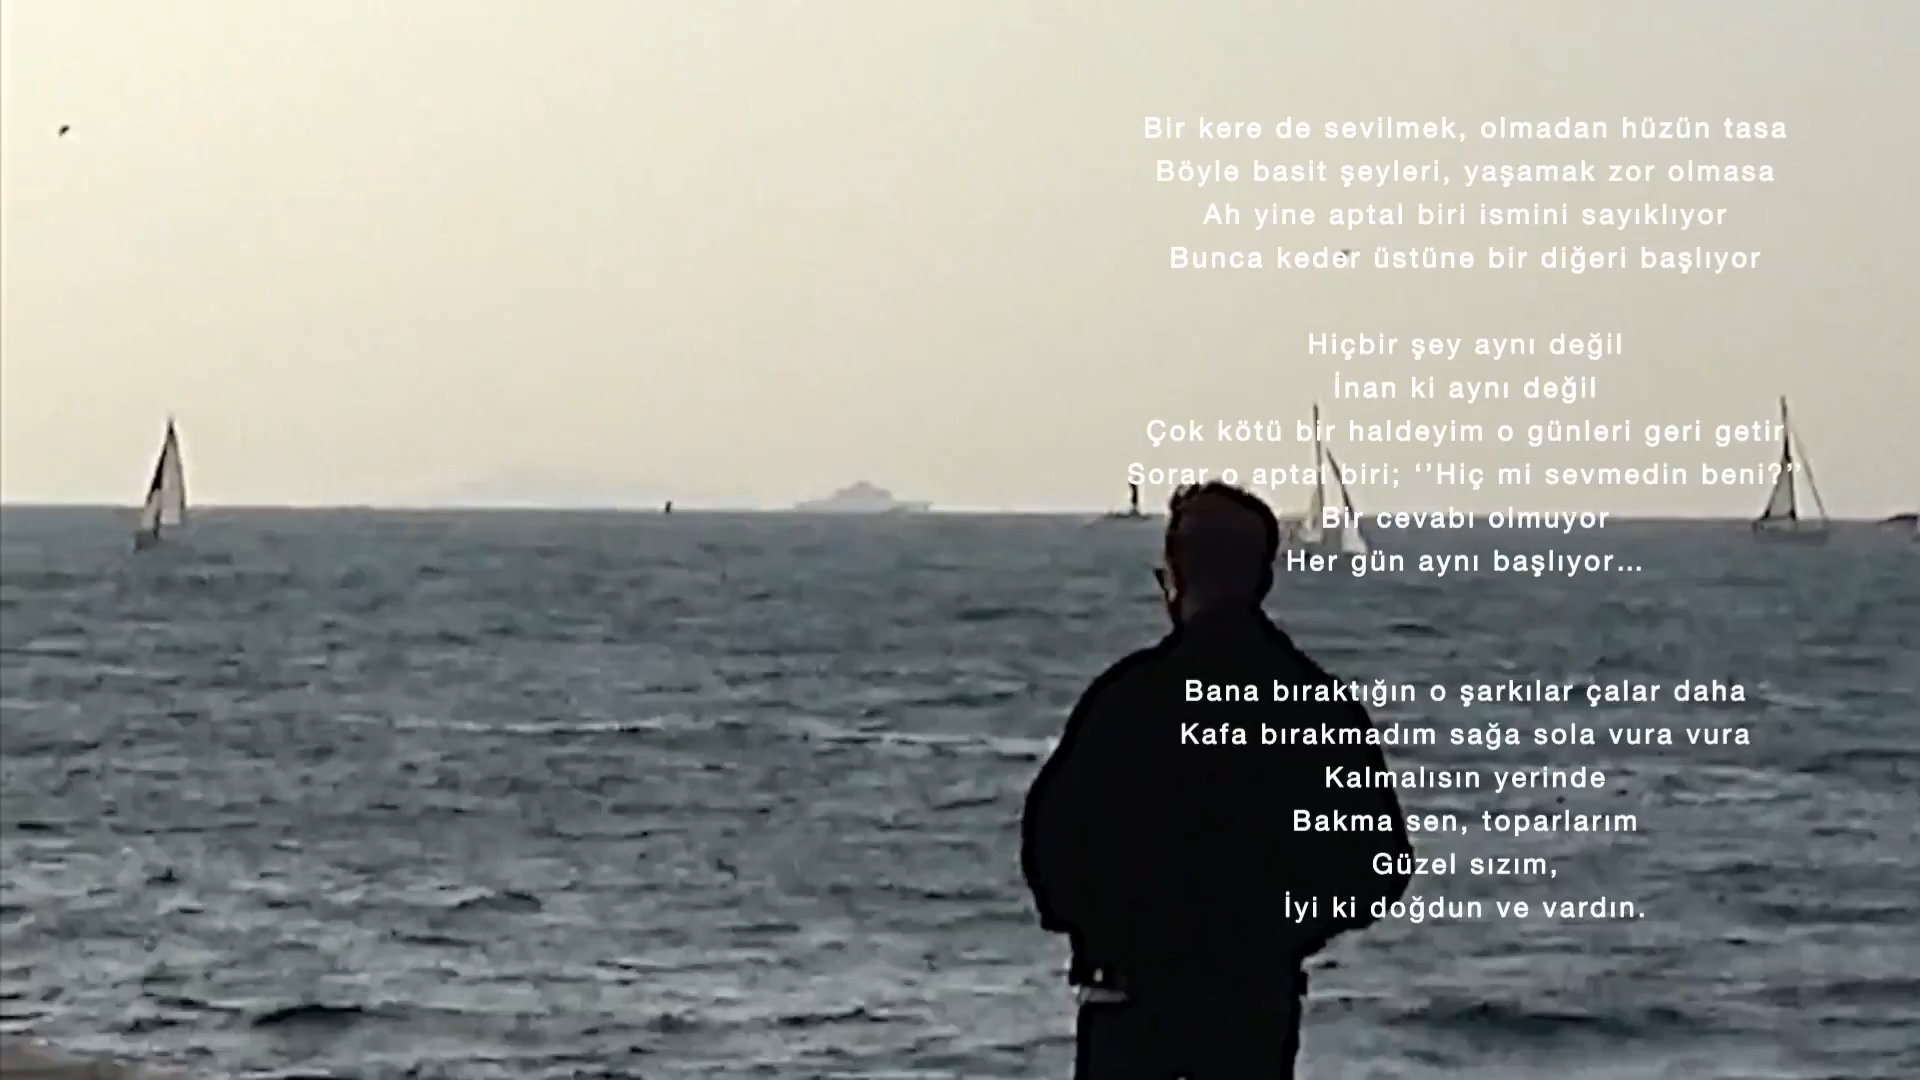 Bir kere de sevilmek, olmadan hüzün tasa
Böyle basit şeyleri, yaşamak zor olmasa
Ah yine aptal biri ismini sayıklıyor
Bunca keder üstüne bir diğeri başlıyor
Hiçbir şey aynı değil
İnan ki aynı değil
Çok kötü bir haldeyim o günleri geri getir
Sorar o aptal biri; ‘’Hiç mi sevmedin beni?’’
Bir cevabı olmuyor
Her gün aynı başlıyor...
Bana bıraktığın o şarkılar çalar daha
Kafa bırakmadım sağa sola vura vura
Kalmalısın yerinde
Bakma sen, toparlarım
Güzel sızım,
İyi ki doğdun ve vardın.